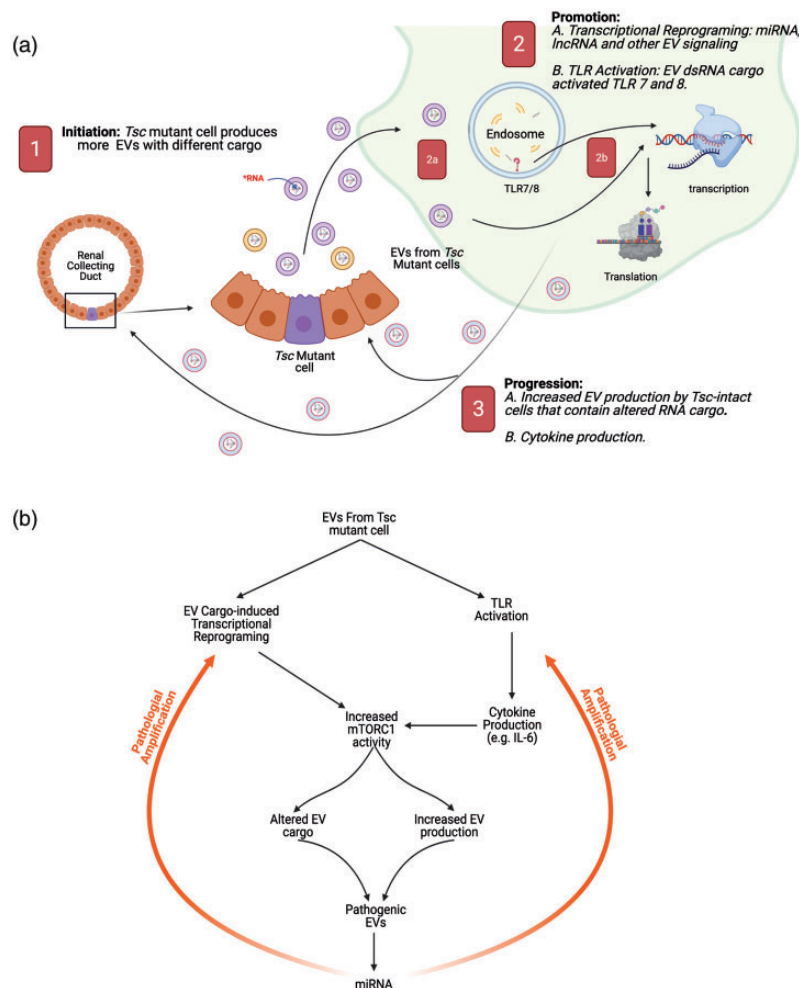 (a)
1
Initiation: Tsc mutant cell produces
more EVs with different cargo
*RNA
Renal
Collecting
Duct
Tsc Mutant
cell
EVs from Tsc
Mutant cells
2
Promotion:
A. Transcriptional Reprograming: miRNA,
lncRNA and other EV signaling
B. TLR Activation: EV dsRNA cargo
activated TLR 7 and 8.
2a
Endosome
TLR7/8
2b
transcription
Translation
3
Progression:
A. Increased EV production by Tsc-intact
cells that contain altered RNA cargo.
B. Cytokine production.
(b)
EVs From Tsc
mutant cell
EV Cargo-induced
Transcriptional
Reprograming
TLR
Activation
Pathologial
Amplification
Increased
mTORC1
activity
Cytokine
Production
(e.g. IL-6)
Pathologial
Amplification
Altered EV
cargo
Increased EV
production
Pathogenic
EVs
miRNA